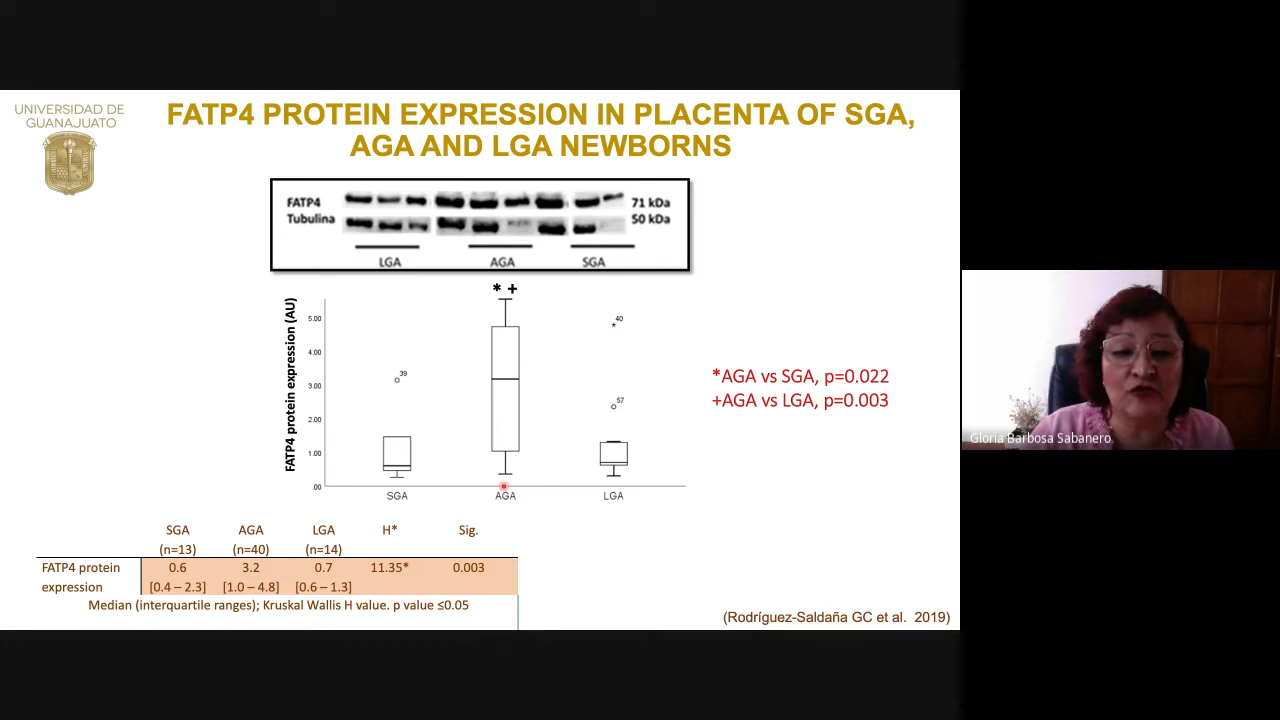 UNIVERSIDAD DE
GUANAJUATO
FATP4 PROTEIN EXPRESSION IN PLACENTA OF SGA,
AGA AND LGA NEWBORNS
FATP4 71 kDa
Tubulina 50 kDa
LGA AGA SGA
* +
FATP4 protein expression (AU)
5.00
4.00
3.00
2.00
1.00
.00
39
40
57
SGA AGA LGA
*AGA vs SGA, p=0.022
+AGA vs LGA, p=0.003
SGA AGA LGA H* Sig.
(n=13) (n=40) (n=14)
FATP4 protein 0.6 3.2 0.7 11.35* 0.003
expression [0.4 – 2.3] [1.0 – 4.8] [0.6 – 1.3]
Median (interquartile ranges); Kruskal Wallis H value. p value ≤0.05
(Rodríguez-Saldaña GC et al. 2019)
Gloria Barbosa Sabanero